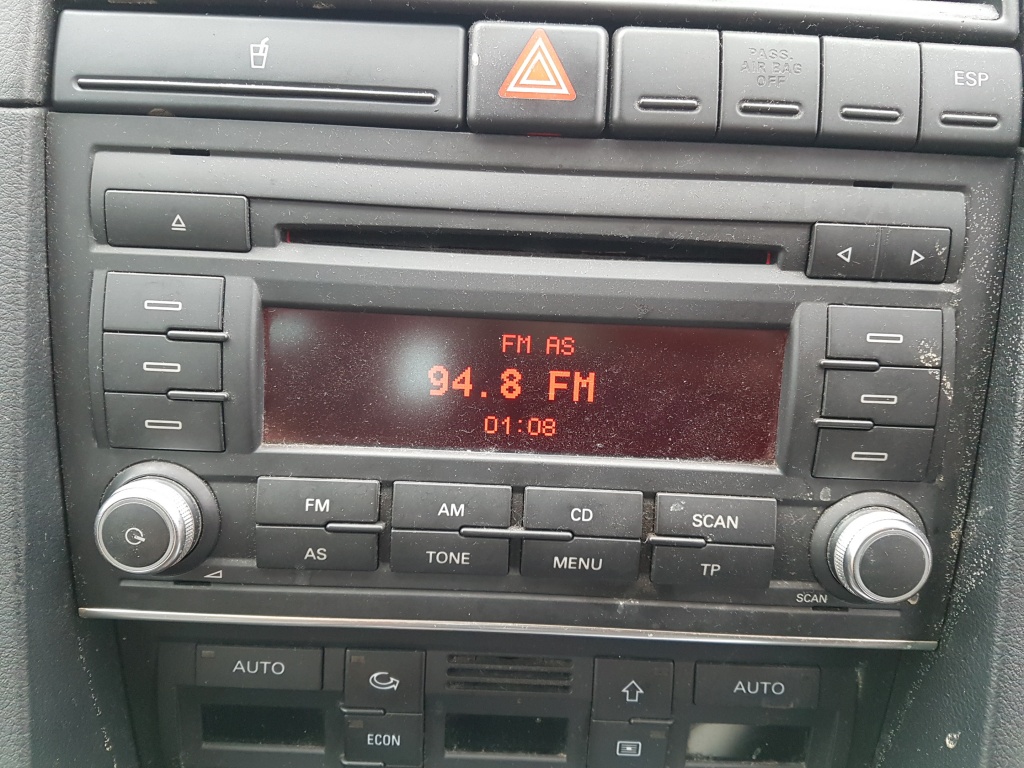 PASS.
AIR BAG
OFF
ESP
FM AS
94.8 FM
01:08
FM
AM
CD
SCAN
AS
TONE
MENU
TP
SCAN
AUTO
AUTO
ECON